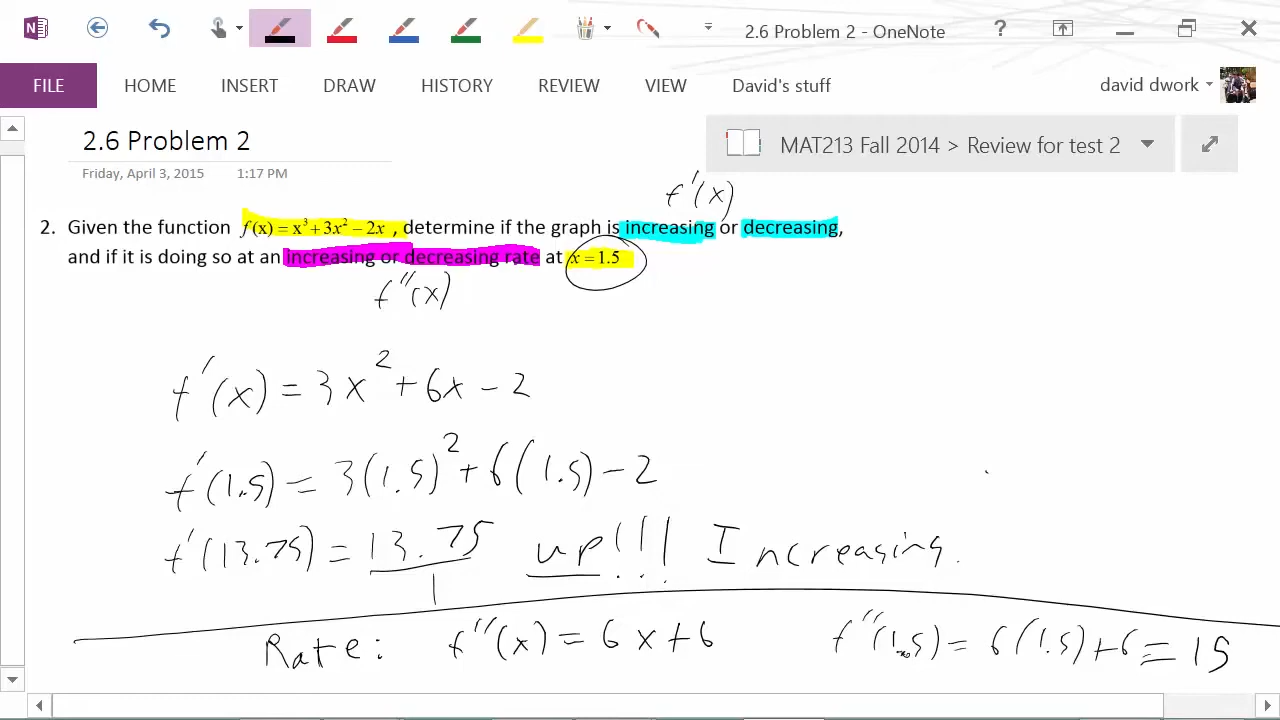 2.6 Problem 2 - OneNote
?
FILE HOME INSERT DRAW HISTORY REVIEW VIEW David's stuff david dwork
2.6 Problem 2
MAT213 Fall 2014 > Review for test 2
Friday, April 3, 2015 1:17 PM
f'(x)
2. Given the function f(x) = x³ + 3x² − 2x , determine if the graph is increasing or decreasing,
and if it is doing so at an increasing or decreasing rate at x = 1.5
f''(x)
f'(x) = 3x² + 6x − 2
f'(1.5) = 3(1.5)² + 6(1.5) − 2
f'(13.75) = 13.75 up!!! Increasing.
1
Rate: f''(x) = 6x + 6 f''(1.5) = 6(1.5) + 6 = 15